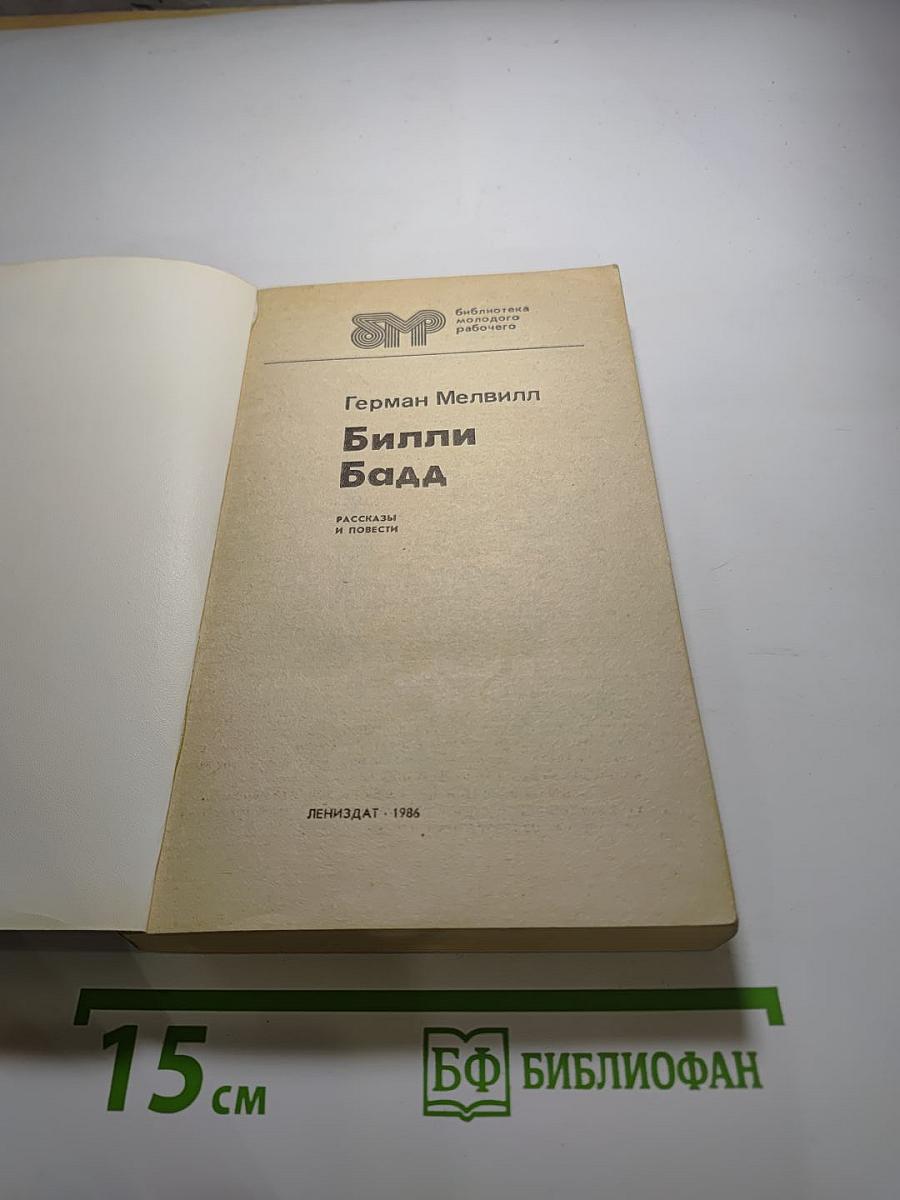 бмр
библиотека
молодого
рабочего
Герман Мелвилл
Билли
Бадд
РАССКАЗЫ
И ПОВЕСТИ
ЛЕНИЗДАТ · 1986
15 см
БФ БИБЛИОФАН